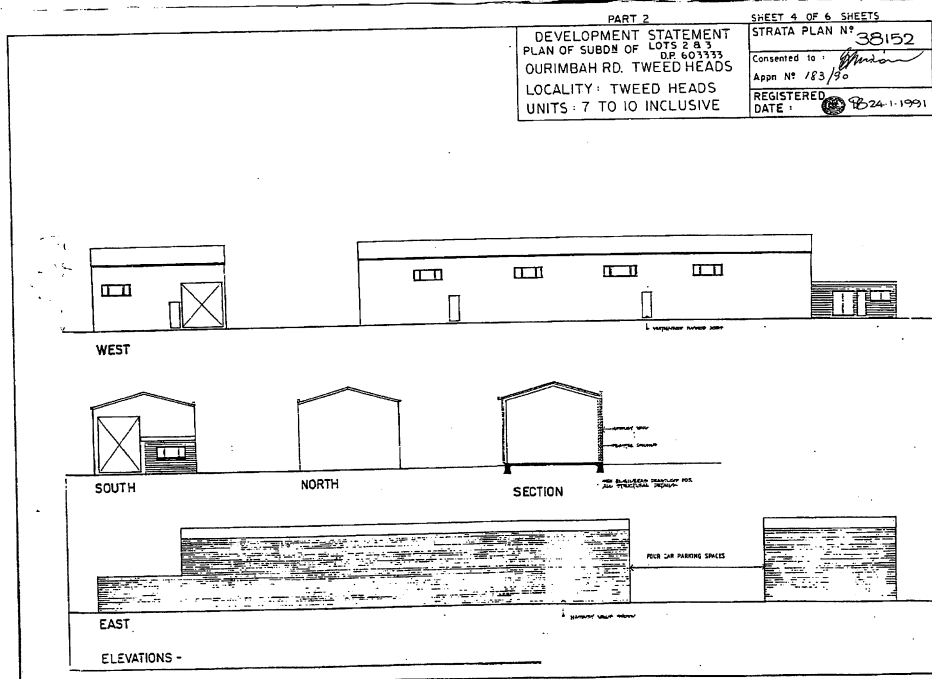 PART 2
SHEET 4 OF 6 SHEETS
DEVELOPMENT STATEMENT
PLAN OF SUBDN OF LOTS 2 & 3
D.P. 603333
OURIMBAH RD. TWEED HEADS
LOCALITY: TWEED HEADS
UNITS: 7 TO 10 INCLUSIVE
STRATA PLAN Nº 38152
Consented to:
Appn Nº 183/90
REGISTERED
DATE: 24-1-1991
WEST
SOUTH
NORTH
SECTION
FOUR CAR PARKING SPACES
EAST
ELEVATIONS -